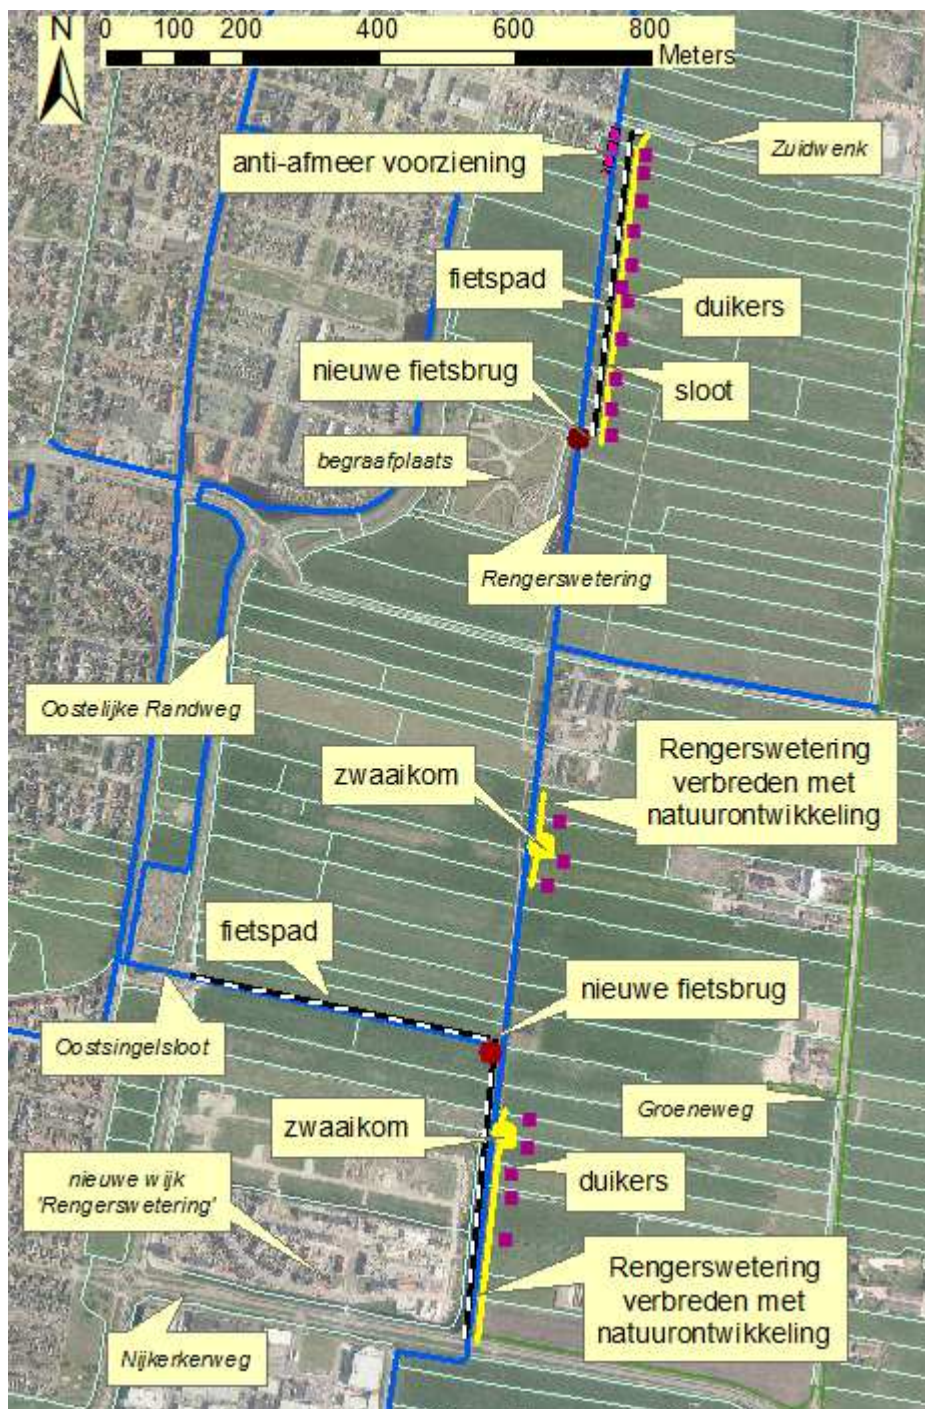 N
0 100 200 400 600 800
Meters
anti-afmeer voorziening
Zuidwenk
fietspad
duikers
nieuwe fietsbrug
sloot
begraafplaats
Rengerswetering
Oostelijke Randweg
zwaaikom
Rengerswetering
verbreden met
natuurontwikkeling
fietspad
nieuwe fietsbrug
Oostsingelsloot
Groeneweg
zwaaikom
nieuwe wijk
'Rengerswetering'
duikers
Rengerswetering
verbreden met
natuurontwikkeling
Nijkerkerweg